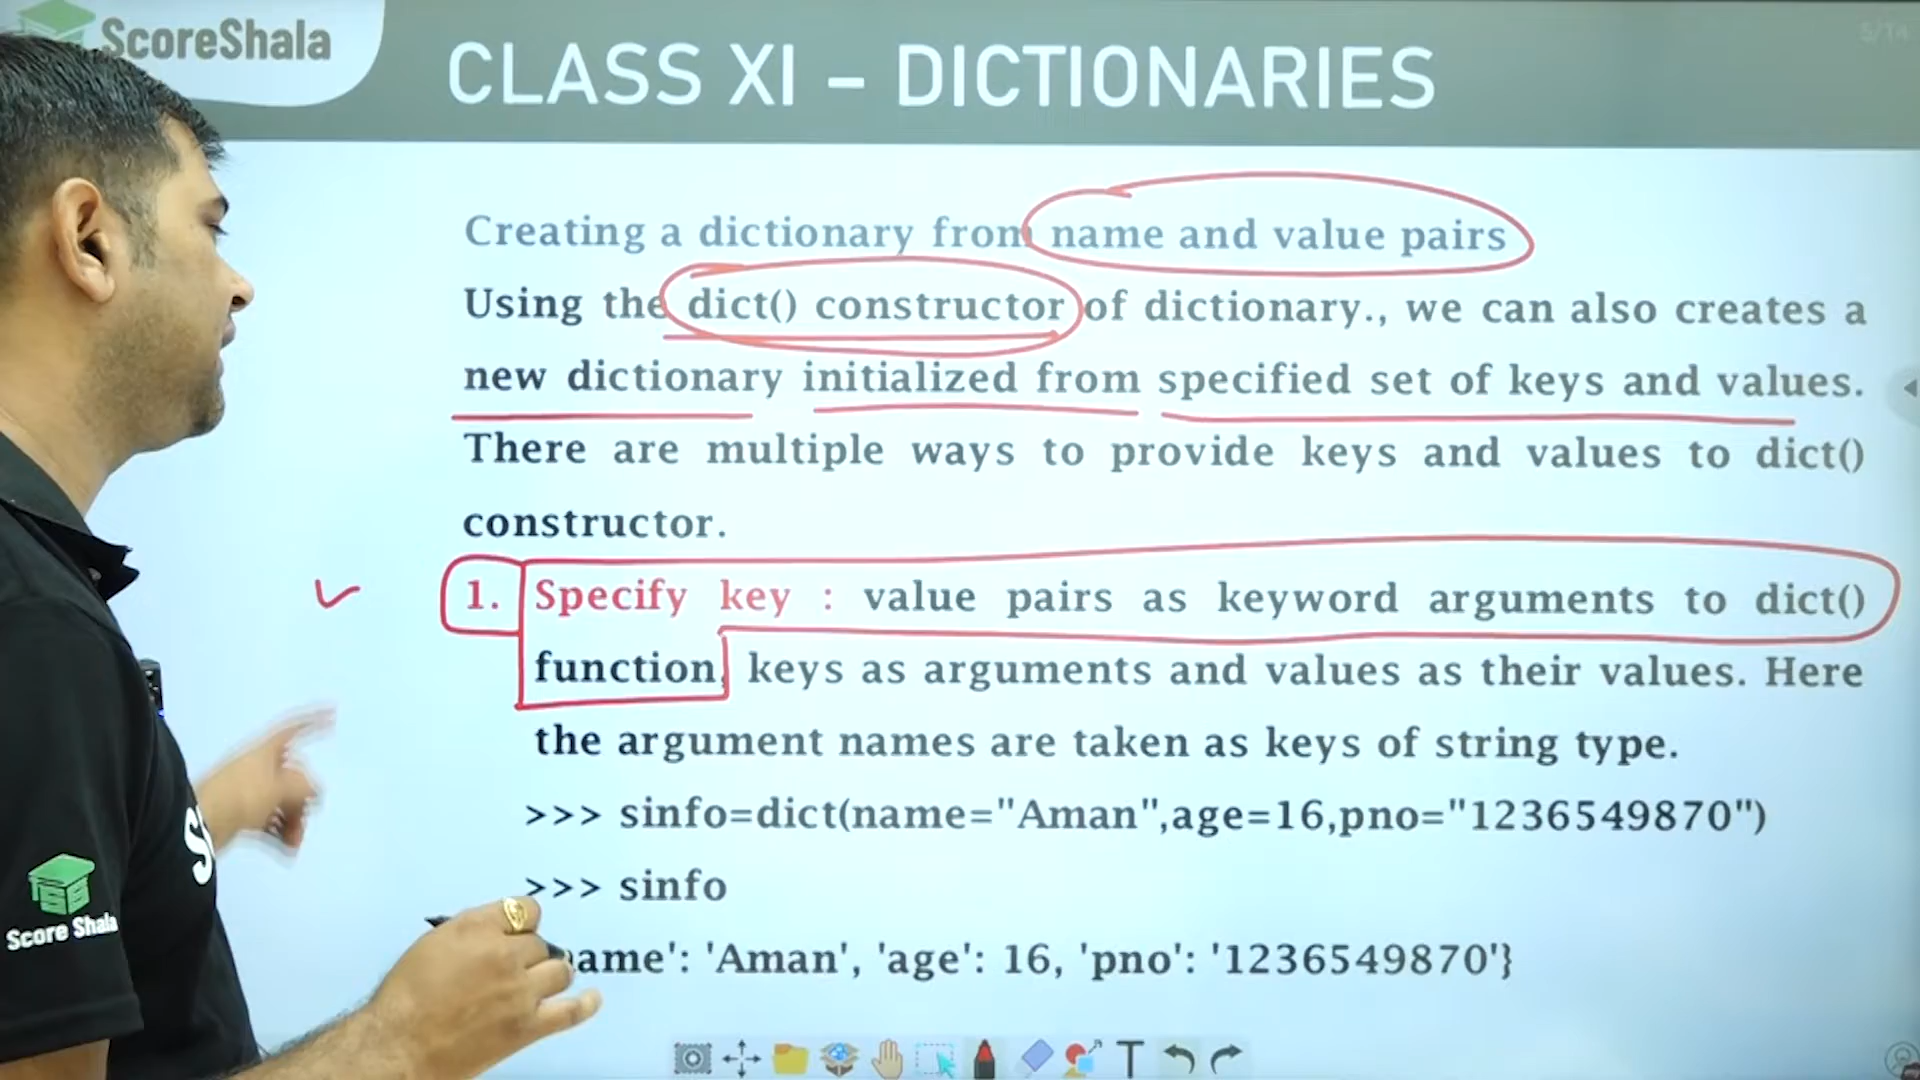 ScoreShala
5/14
CLASS XI – DICTIONARIES
Creating a dictionary from name and value pairs
Using the dict() constructor of dictionary., we can also creates a
new dictionary initialized from specified set of keys and values.
There are multiple ways to provide keys and values to dict()
constructor.
1. Specify key : value pairs as keyword arguments to dict()
function, keys as arguments and values as their values. Here
the argument names are taken as keys of string type.
>>> sinfo=dict(name="Aman",age=16,pno="1236549870")
>>> sinfo
ame': 'Aman', 'age': 16, 'pno': '1236549870'}
Score Shala
T